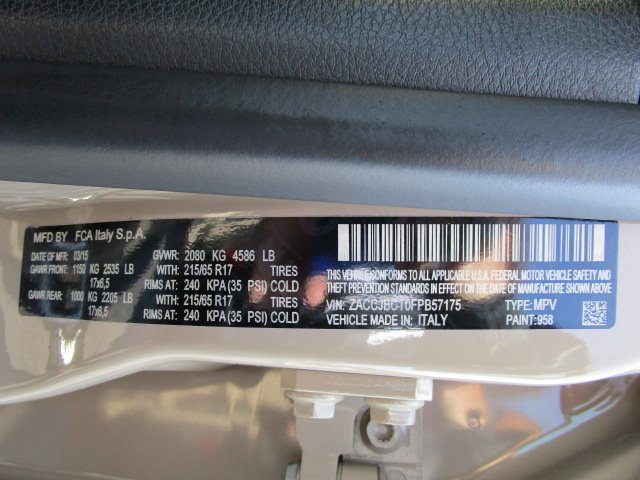 MFD BY FCA Italy S.p.A.
DATE OF MFR: 03/15 GVWR: 2080 KG 4586 LB
GAWR FRONT: 1150 KG 2535 LB WITH: 215/65 R17 TIRES
17x6,5 RIMS AT: 240 KPA (35 PSI) COLD
GAWR REAR: 1000 KG 2205 LB WITH: 215/65 R17 TIRES
17x6,5 RIMS AT: 240 KPA (35 PSI) COLD
THIS VEHICLE CONFORMS TO ALL APPLICABLE U.S.A. FEDERAL MOTOR VEHICLE SAFETY AND
THEFT PREVENTION STANDARDS IN EFFECT ON THE DATE OF MANUFACTURE SHOWN ABOVE
VIN: ZACCJBCT0FPB57175 TYPE: MPV
VEHICLE MADE IN: ITALY PAINT:958